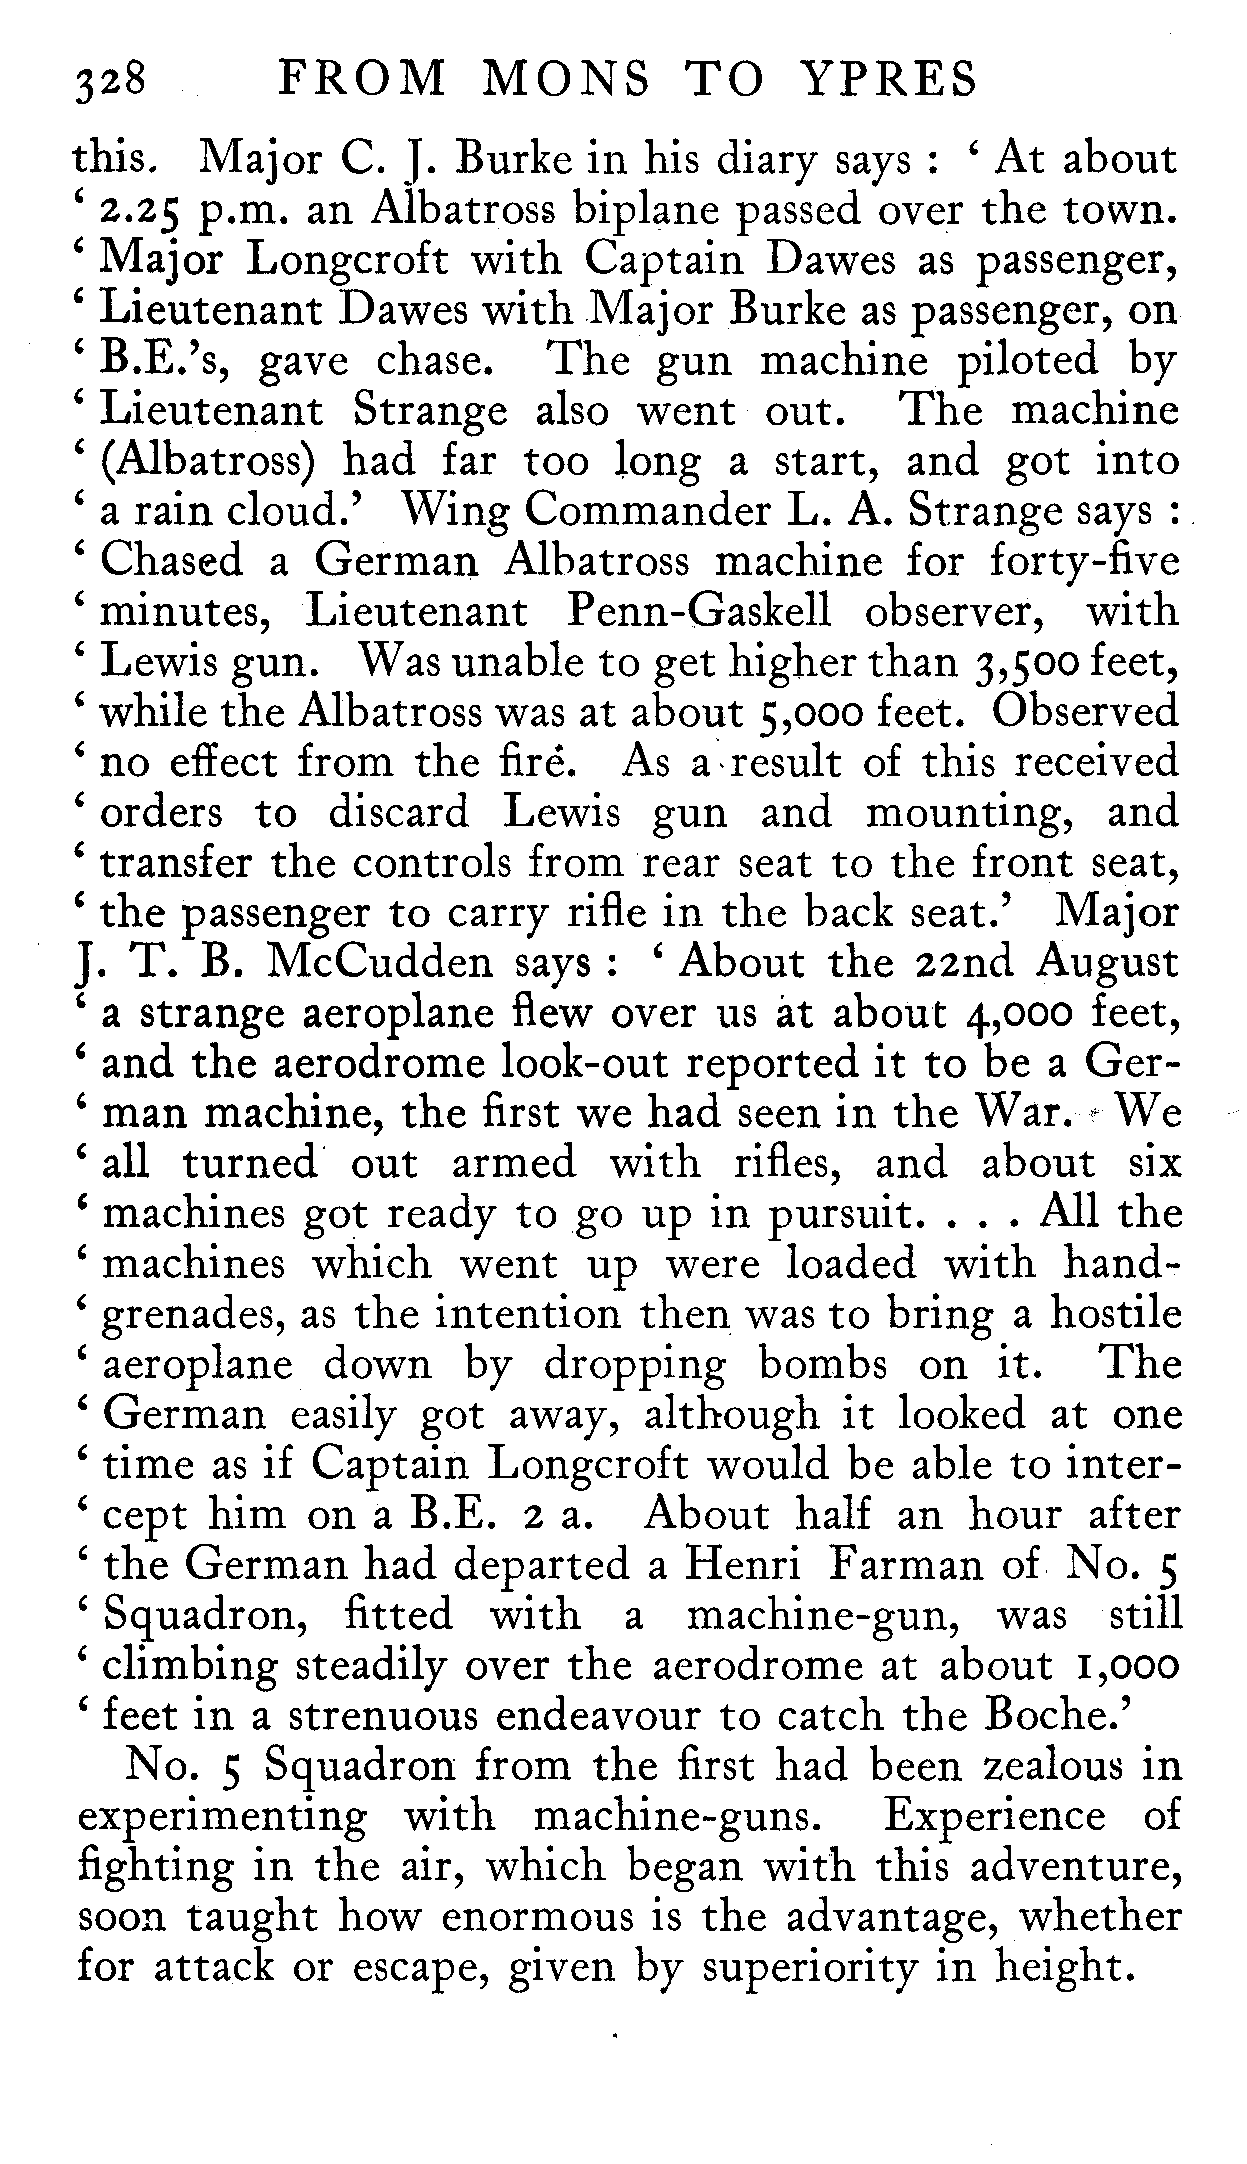 328 FROM MONS TO YPRES
this. Major C. J. Burke in his diary says : ‘ At about
‘ 2.25 p.m. an Albatross biplane passed over the town.
‘ Major Longcroft with Captain Dawes as passenger,
‘ Lieutenant Dawes with Major Burke as passenger, on
‘ B.E.’s, gave chase. The gun machine piloted by
‘ Lieutenant Strange also went out. The machine
‘ (Albatross) had far too long a start, and got into
‘ a rain cloud.’ Wing Commander L. A. Strange says :
‘ Chased a German Albatross machine for forty-five
‘ minutes, Lieutenant Penn-Gaskell observer, with
‘ Lewis gun. Was unable to get higher than 3,500 feet,
‘ while the Albatross was at about 5,000 feet. Observed
‘ no effect from the fire. As a result of this received
‘ orders to discard Lewis gun and mounting, and
‘ transfer the controls from rear seat to the front seat,
‘ the passenger to carry rifle in the back seat.’ Major
J. T. B. McCudden says : ‘ About the 22nd August
‘ a strange aeroplane flew over us at about 4,000 feet,
‘ and the aerodrome look-out reported it to be a Ger-
‘ man machine, the first we had seen in the War. We
‘ all turned out armed with rifles, and about six
‘ machines got ready to go up in pursuit. . . . All the
‘ machines which went up were loaded with hand-
‘ grenades, as the intention then was to bring a hostile
‘ aeroplane down by dropping bombs on it. The
‘ German easily got away, although it looked at one
‘ time as if Captain Longcroft would be able to inter-
‘ cept him on a B.E. 2 a. About half an hour after
‘ the German had departed a Henri Farman of No. 5
‘ Squadron, fitted with a machine-gun, was still
‘ climbing steadily over the aerodrome at about 1,000
‘ feet in a strenuous endeavour to catch the Boche.’
No. 5 Squadron from the first had been zealous in
experimenting with machine-guns. Experience of
fighting in the air, which began with this adventure,
soon taught how enormous is the advantage, whether
for attack or escape, given by superiority in height.